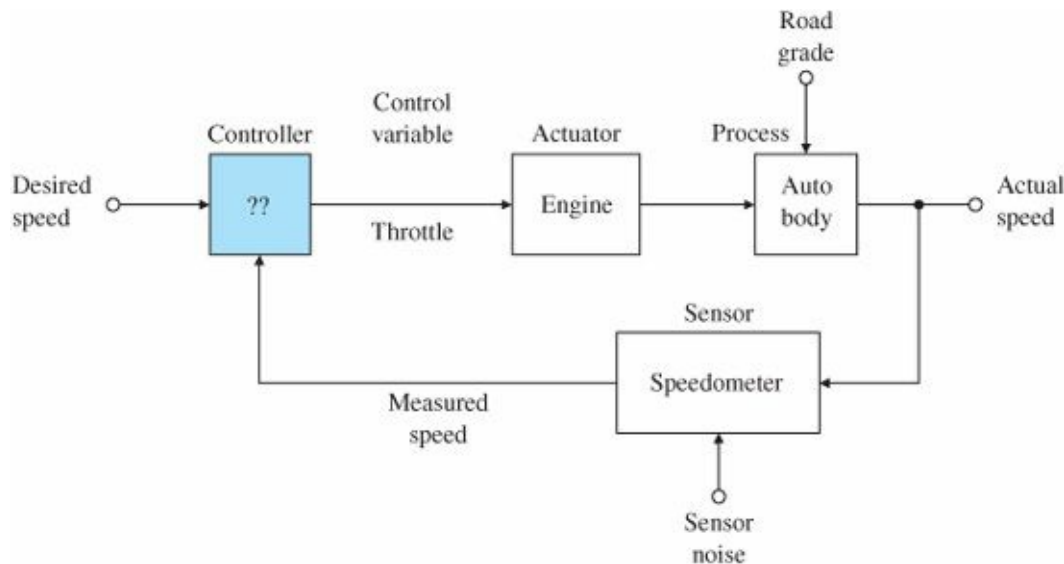 Road
grade
Control
variable
Controller
Actuator
Process
Desired
speed
??
Throttle
Engine
Auto
body
Actual
speed
Sensor
Speedometer
Measured
speed
Sensor
noise